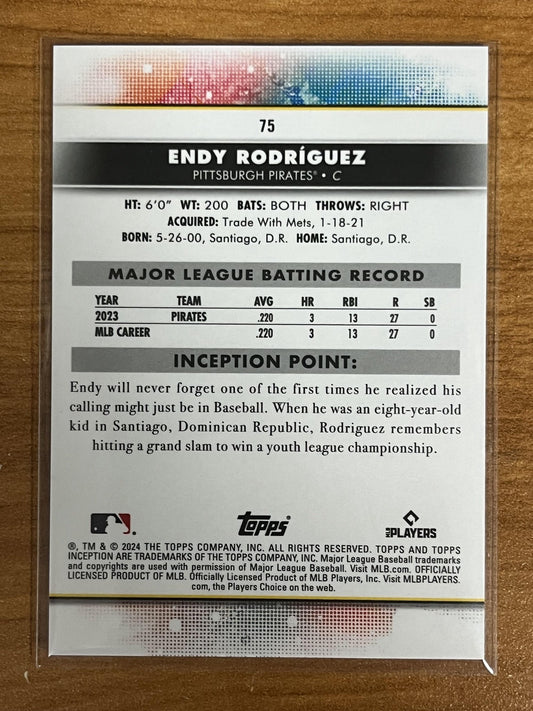 75
ENDY RODRÍGUEZ
PITTSBURGH PIRATES® • C
HT: 6'0" WT: 200 BATS: BOTH THROWS: RIGHT
ACQUIRED: Trade With Mets, 1-18-21
BORN: 5-26-00, Santiago, D.R. HOME: Santiago, D.R.
MAJOR LEAGUE BATTING RECORD
YEAR TEAM AVG HR RBI R SB
2023 PIRATES .220 3 13 27 0
MLB CAREER .220 3 13 27 0
INCEPTION POINT:
Endy will never forget one of the first times he realized his
calling might just be in Baseball. When he was an eight-year-old
kid in Santiago, Dominican Republic, Rodriguez remembers
hitting a grand slam to win a youth league championship.
Topps MLB PLAYERS
®, TM & © 2024 THE TOPPS COMPANY, INC. ALL RIGHTS RESERVED. TOPPS AND TOPPS
INCEPTION ARE TRADEMARKS OF THE TOPPS COMPANY, INC. Major League Baseball trademarks
and copyrights are used with permission of Major League Baseball. Visit MLB.com. OFFICIALLY
LICENSED PRODUCT OF MLB. Officially Licensed Product of MLB Players, Inc. Visit MLBPLAYERS.
com, the Players Choice on the web.